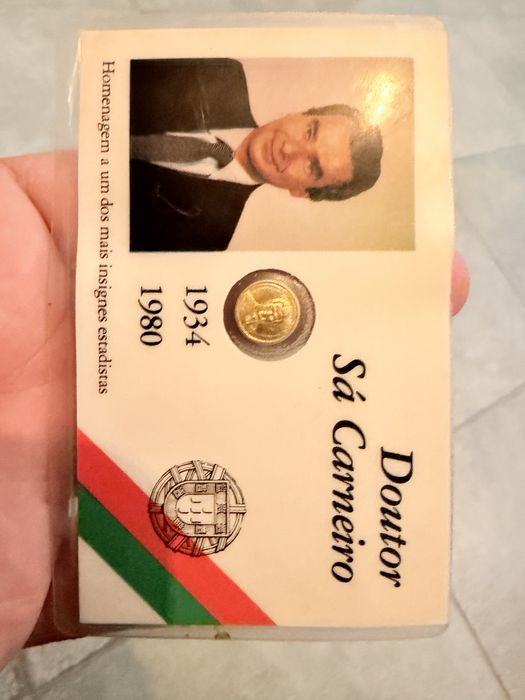 Doutor
Sá Carneiro
1934
1980
Homenagem a um dos mais insignes estadistas